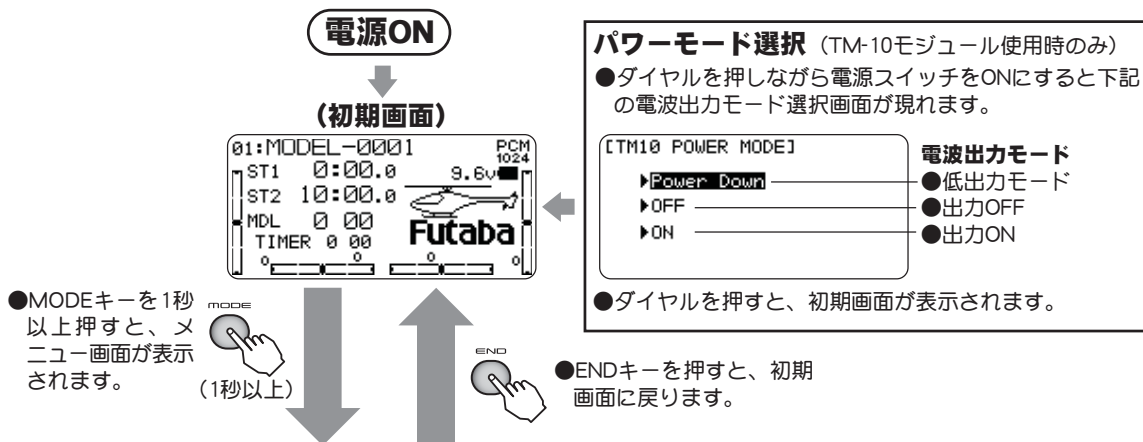 電源ON
(初期画面)
01:MODEL-0001 PCM 1024
ST1 0:00.0 9.6v
ST2 10:00.0
MDL 0 00
TIMER 0 00
Futaba
0 0 0 0
パワーモード選択(TM-10モジュール使用時のみ)
●ダイヤルを押しながら電源スイッチをONにすると下記
の電波出力モード選択画面が現れます。
[TM10 POWER MODE]
▶Power Down
▶OFF
▶ON
電波出力モード
●低出力モード
●出力OFF
●出力ON
●ダイヤルを押すと、初期画面が表示されます。
●MODEキーを1秒
以上押すと、メ
ニュー画面が表示
されます。
MODE
(1秒以上)
END
●ENDキーを押すと、初期
画面に戻ります。